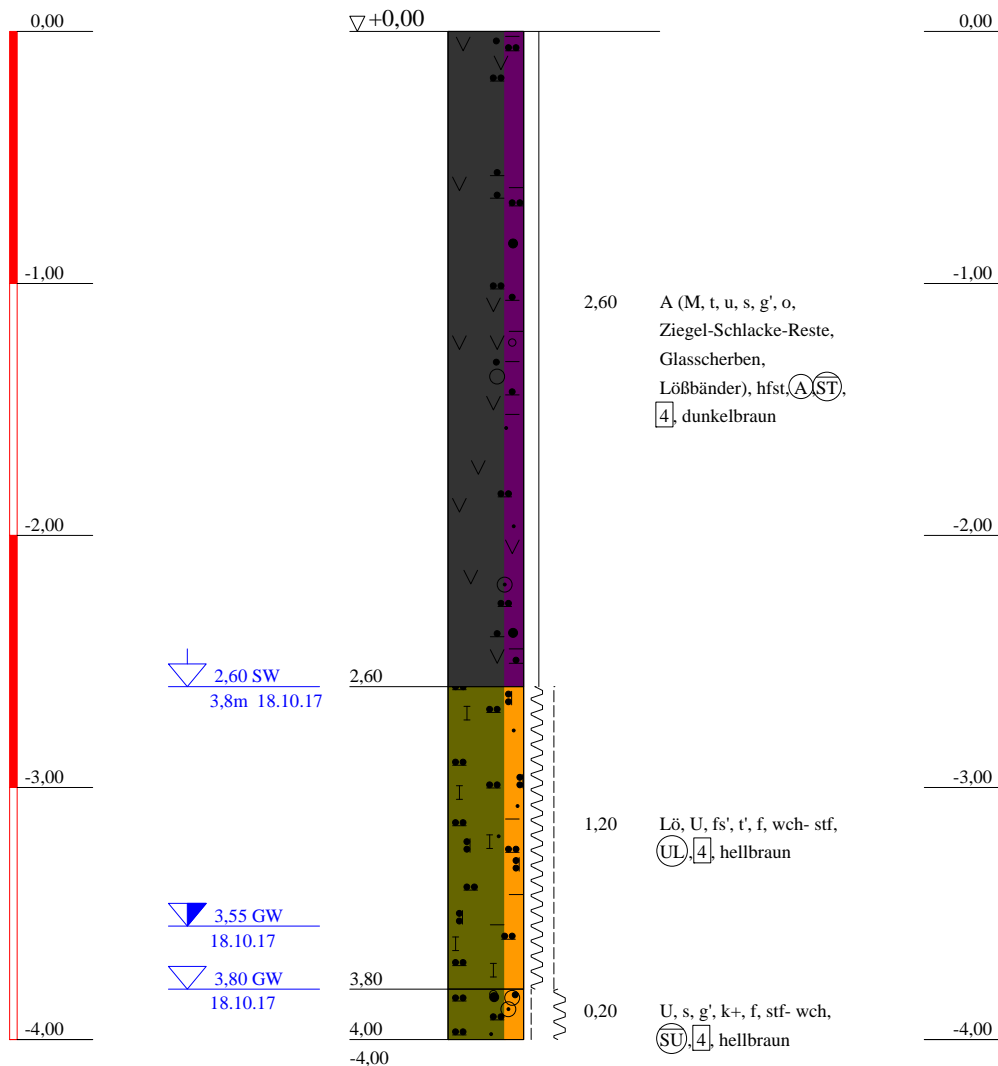 0,00
+0,00
0,00
-1,00
-1,00
2,60
A (M, t, u, s, g', o,
Ziegel-Schlacke-Reste,
Glasscherben,
Lößbänder), hfst, A, S̅T̅,
4, dunkelbraun
-2,00
-2,00
2,60 SW
3,8m 18.10.17
2,60
-3,00
-3,00
1,20
Lö, U, fs', t', f, wch- stf,
UL, 4, hellbraun
3,55 GW
18.10.17
3,80 GW
18.10.17
3,80
0,20
U, s, g', k+, f, stf- wch,
S̅U̅, 4, hellbraun
-4,00
4,00
-4,00
-4,00